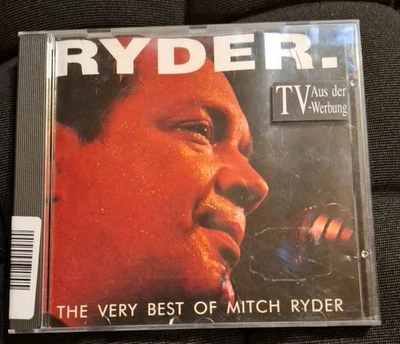 RYDER.
TV Aus der
-Werbung
THE VERY BEST OF MITCH RYDER